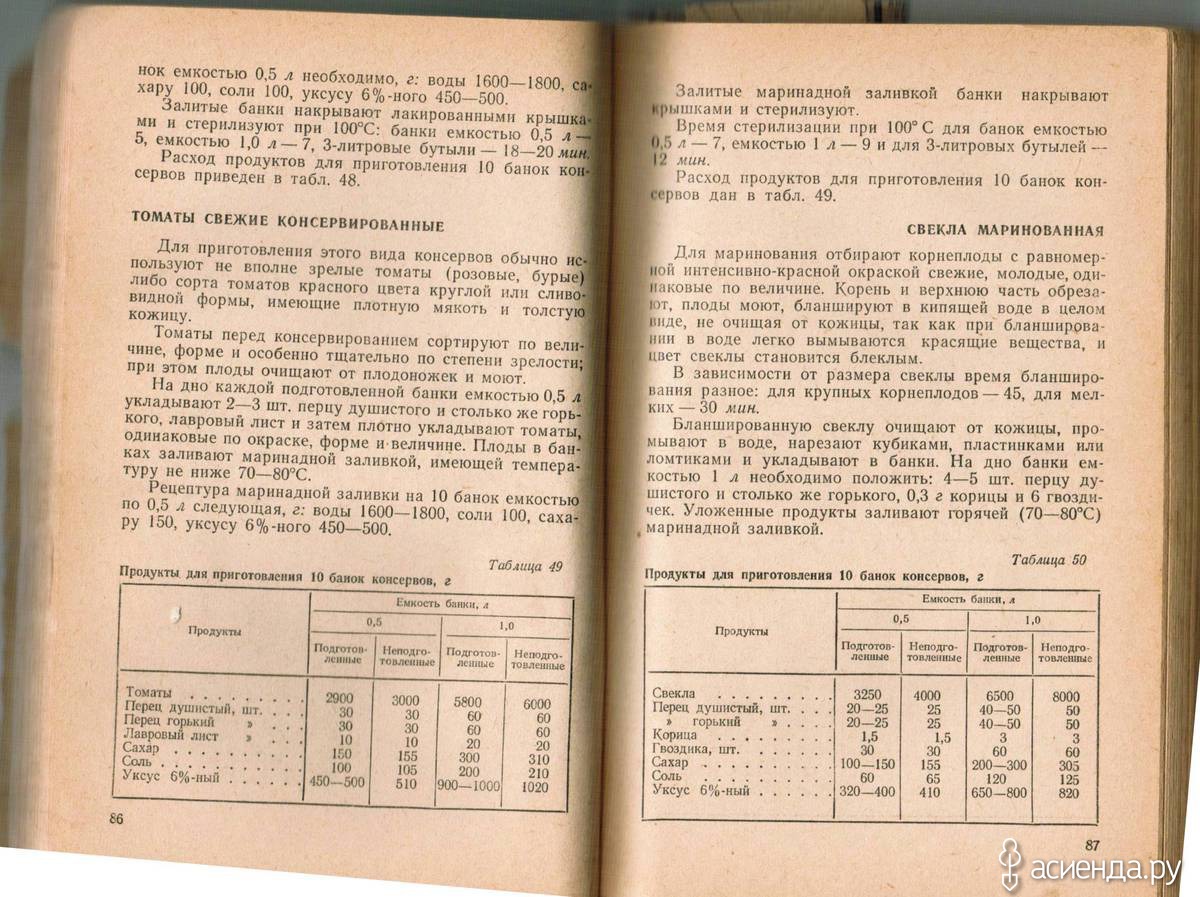 нок емкостью 0,5 л необходимо, г: воды 1600—1800, са-
хару 100, соли 100, уксусу 6%-ного 450—500.
Залитые банки накрывают лакированными крышка-
ми и стерилизуют при 100°С: банки емкостью 0,5 л —
5, емкостью 1,0 л — 7, 3-литровые бутыли — 18—20 мин.
Расход продуктов для приготовления 10 банок кон-
сервов приведен в табл. 48.
ТОМАТЫ СВЕЖИЕ КОНСЕРВИРОВАННЫЕ
Для приготовления этого вида консервов обычно ис-
пользуют не вполне зрелые томаты (розовые, бурые)
либо сорта томатов красного цвета круглой или сливо-
видной формы, имеющие плотную мякоть и толстую
кожицу.
Томаты перед консервированием сортируют по вели-
чине, форме и особенно тщательно по степени зрелости;
при этом плоды очищают от плодоножек и моют.
На дно каждой подготовленной банки емкостью 0,5 л
укладывают 2—3 шт. перцу душистого и столько же горь-
кого, лавровый лист и затем плотно укладывают томаты,
одинаковые по окраске, форме и величине. Плоды в бан-
ках заливают маринадной заливкой, имеющей темпера-
туру не ниже 70—80°С.
Рецептура маринадной заливки на 10 банок емкостью
по 0,5 л следующая, г: воды 1600—1800, соли 100, саха-
ру 150, уксусу 6%-ного 450—500.
Таблица 49
Продукты для приготовления 10 банок консервов, г
Продукты
Емкость банки, л
0,5 1,0
Подготов- Неподго- Подготов- Неподго-
ленные товленные ленные товленные
Томаты . . . . . . . . 2900 3000 5800 6000
Перец душистый, шт. . . . 30 30 60 60
Перец горький » . . . 30 30 60 60
Лавровый лист » . . . 10 10 20 20
Сахар . . . . . . . . . 150 155 300 310
Соль . . . . . . . . . . 100 105 200 210
Уксус 6%-ный . . . . . 450—500 510 900—1000 1020
86
Залитые маринадной заливкой банки накрывают
крышками и стерилизуют.
Время стерилизации при 100° С для банок емкостью
0,5 л — 7, емкостью 1 л — 9 и для 3-литровых бутылей —
12 мин.
Расход продуктов для приготовления 10 банок кон-
сервов дан в табл. 49.
СВЕКЛА МАРИНОВАННАЯ
Для маринования отбирают корнеплоды с равномер-
ной интенсивно-красной окраской свежие, молодые, оди-
наковые по величине. Корень и верхнюю часть обреза-
ют, плоды моют, бланшируют в кипящей воде в целом
виде, не очищая от кожицы, так как при бланширова-
нии в воде легко вымываются красящие вещества, и
цвет свеклы становится блеклым.
В зависимости от размера свеклы время бланширо-
вания разное: для крупных корнеплодов — 45, для мел-
ких — 30 мин.
Бланшированную свеклу очищают от кожицы, про-
мывают в воде, нарезают кубиками, пластинками или
ломтиками и укладывают в банки. На дно банки ем-
костью 1 л необходимо положить: 4—5 шт. перцу ду-
шистого и столько же горького, 0,3 г корицы и 6 гвозди-
чек. Уложенные продукты заливают горячей (70—80°С)
маринадной заливкой.
Таблица 50
Продукты для приготовления 10 банок консервов, г
Продукты
Емкость банки, л
0,5 1,0
Подготов- Неподго- Подготов- Неподго-
ленные товленные ленные товленные
Свекла . . . . . . . . . 3250 4000 6500 8000
Перец душистый, шт. . . . 20—25 25 40—50 50
» горький » . . . . 20—25 25 40—50 50
Корица . . . . . . . . . 1,5 1,5 3 3
Гвоздика, шт. . . . . . . . 30 30 60 60
Сахар . . . . . . . . . . 100—150 155 200—300 305
Соль . . . . . . . . . . 60 65 120 125
Уксус 6%-ный . . . . . . 320—400 410 650—800 820
87
асиенда.ру